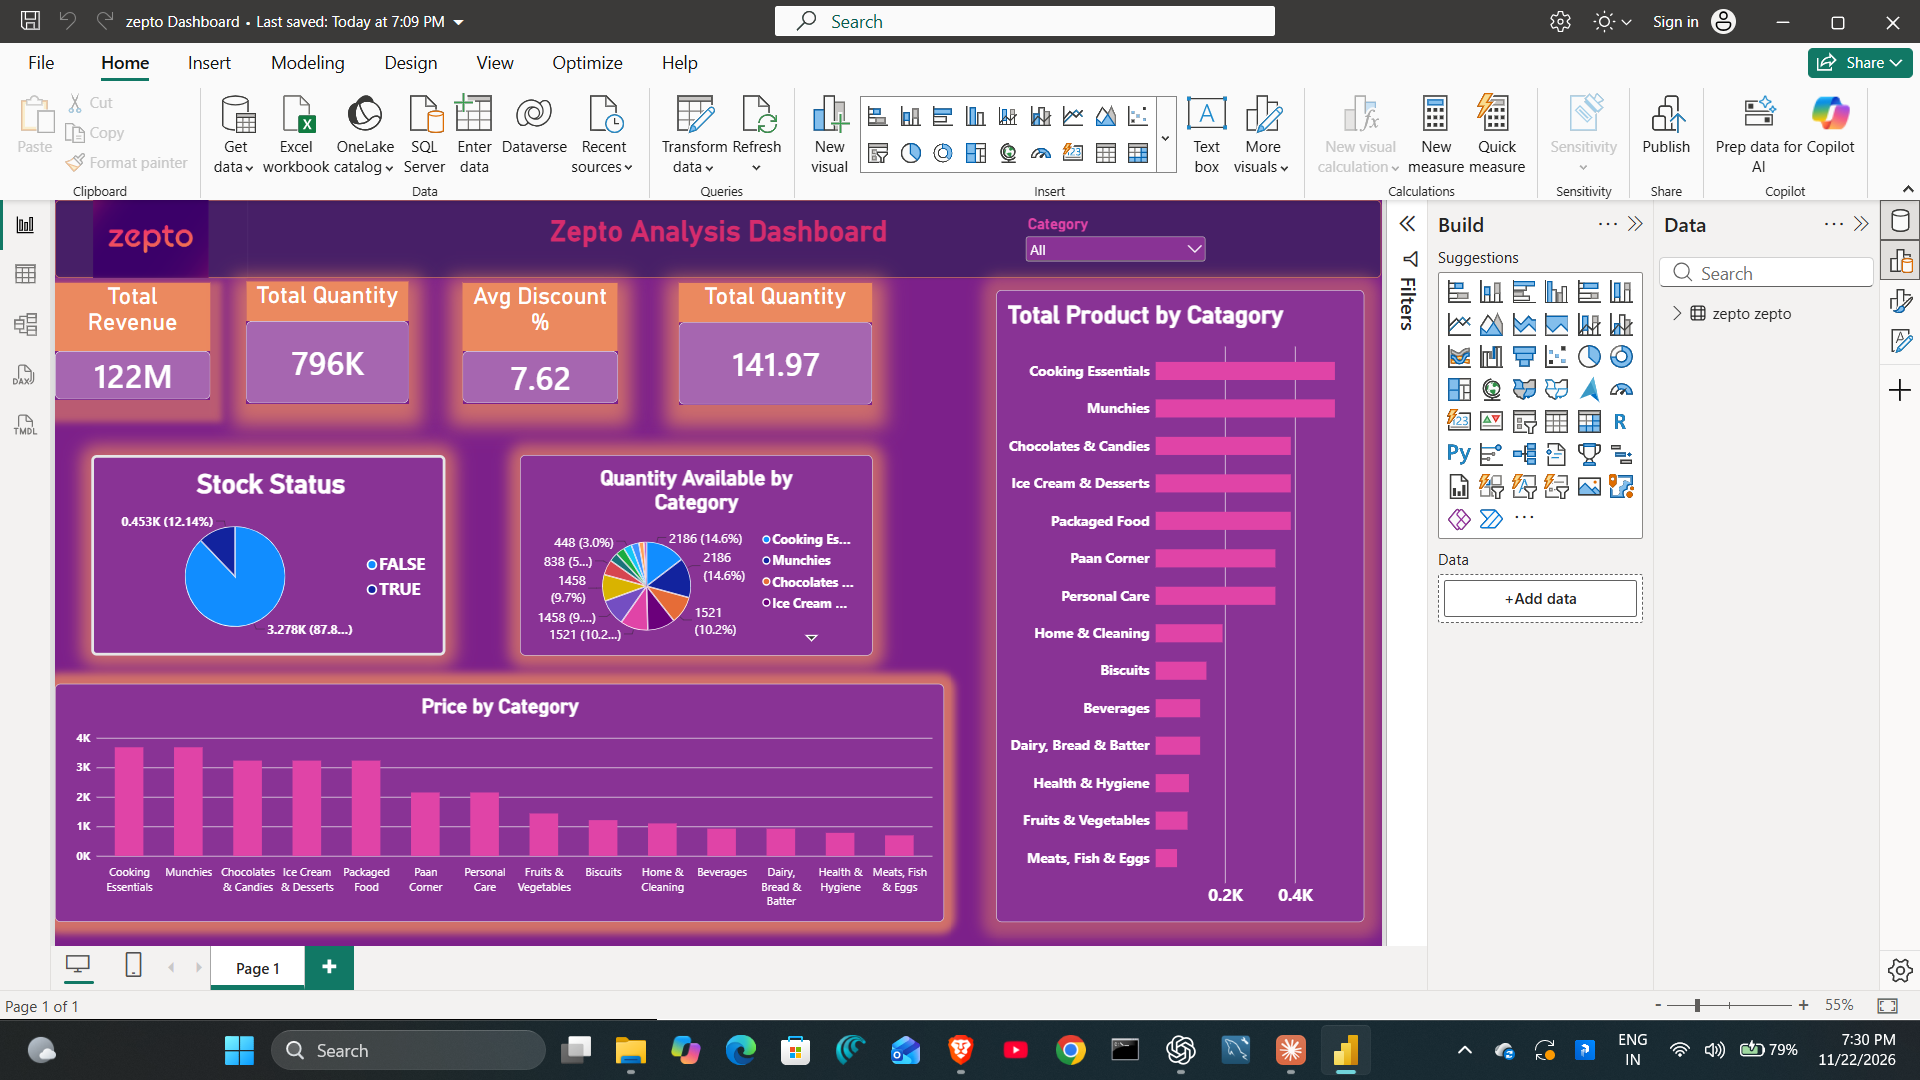 zepto Dashboard • Last saved: Today at 7:09 PM
Search
Sign in
File Home Insert Modeling Design View Optimize Help
Share
Paste
Cut
Copy
Format painter
Clipboard
Get data
Excel workbook
OneLake catalog
SQL Server
Enter data
Dataverse
Recent sources
Data
Transform data
Refresh
Queries
New visual
Text box
More visuals
Insert
New visual calculation
New measure
Quick measure
Calculations
Sensitivity
Sensitivity
Publish
Share
Prep data for AI
Copilot
Copilot
zepto
Zepto Analysis Dashboard
Category
All
Total Revenue
122M
Total Quantity
796K
Avg Discount %
7.62
Total Quantity
141.97
Stock Status
0.453K (12.14%)
3.278K (87.8...)
FALSE
TRUE
Quantity Available by
Category
2186 (14.6%)
2186
(14.6%)
1521
(10.2%)
1521 (10.2...)
1458 (9....)
1458
(9.7%)
838 (5...)
448 (3.0%)
Cooking Es...
Munchies
Chocolates ...
Ice Cream ...
Price by Category
4K
3K
2K
1K
0K
Cooking Essentials
Munchies
Chocolates & Candies
Ice Cream & Desserts
Packaged Food
Paan Corner
Personal Care
Fruits & Vegetables
Biscuits
Home & Cleaning
Beverages
Dairy, Bread & Batter
Health & Hygiene
Meats, Fish & Eggs
Total Product by Catagory
Cooking Essentials
Munchies
Chocolates & Candies
Ice Cream & Desserts
Packaged Food
Paan Corner
Personal Care
Home & Cleaning
Biscuits
Beverages
Dairy, Bread & Batter
Health & Hygiene
Fruits & Vegetables
Meats, Fish & Eggs
0.2K 0.4K
Filters
Build
Suggestions
123
R
Py
Data
+Add data
Data
Search
zepto zepto
DAX
TMDL
Page 1
Page 1 of 1
- + 55%
Search
ENG
IN
79%
7:30 PM
11/22/2026